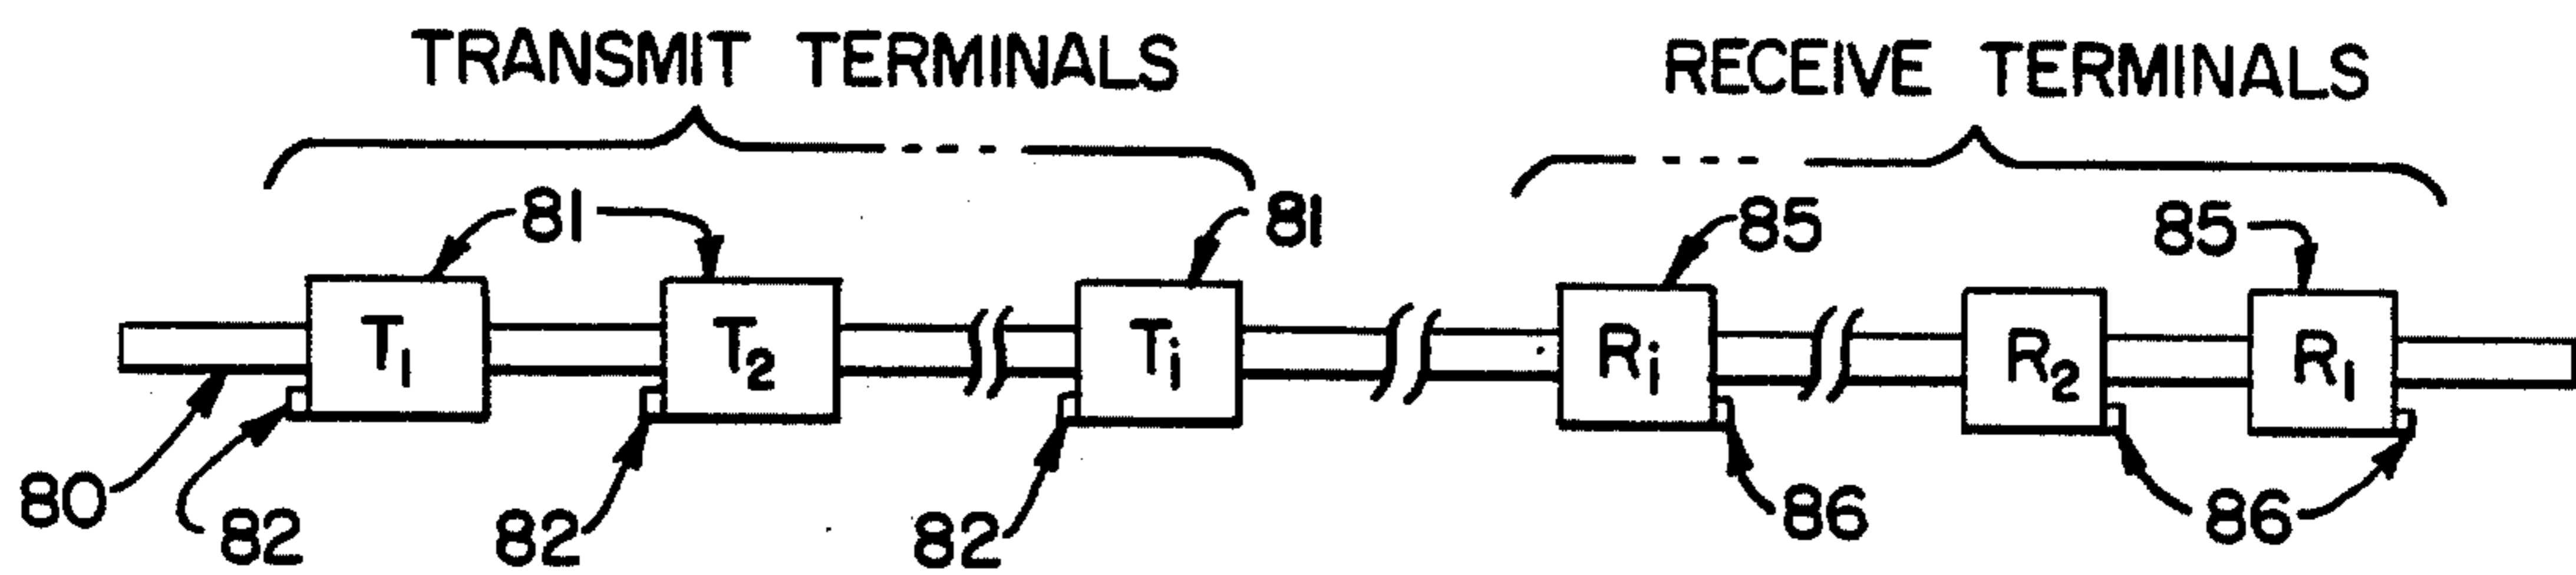 TRANSMIT TERMINALS
RECEIVE TERMINALS
81
81
85
85
T1
T2
Ti
Ri
R2
R1
80
82
82
82
86
86